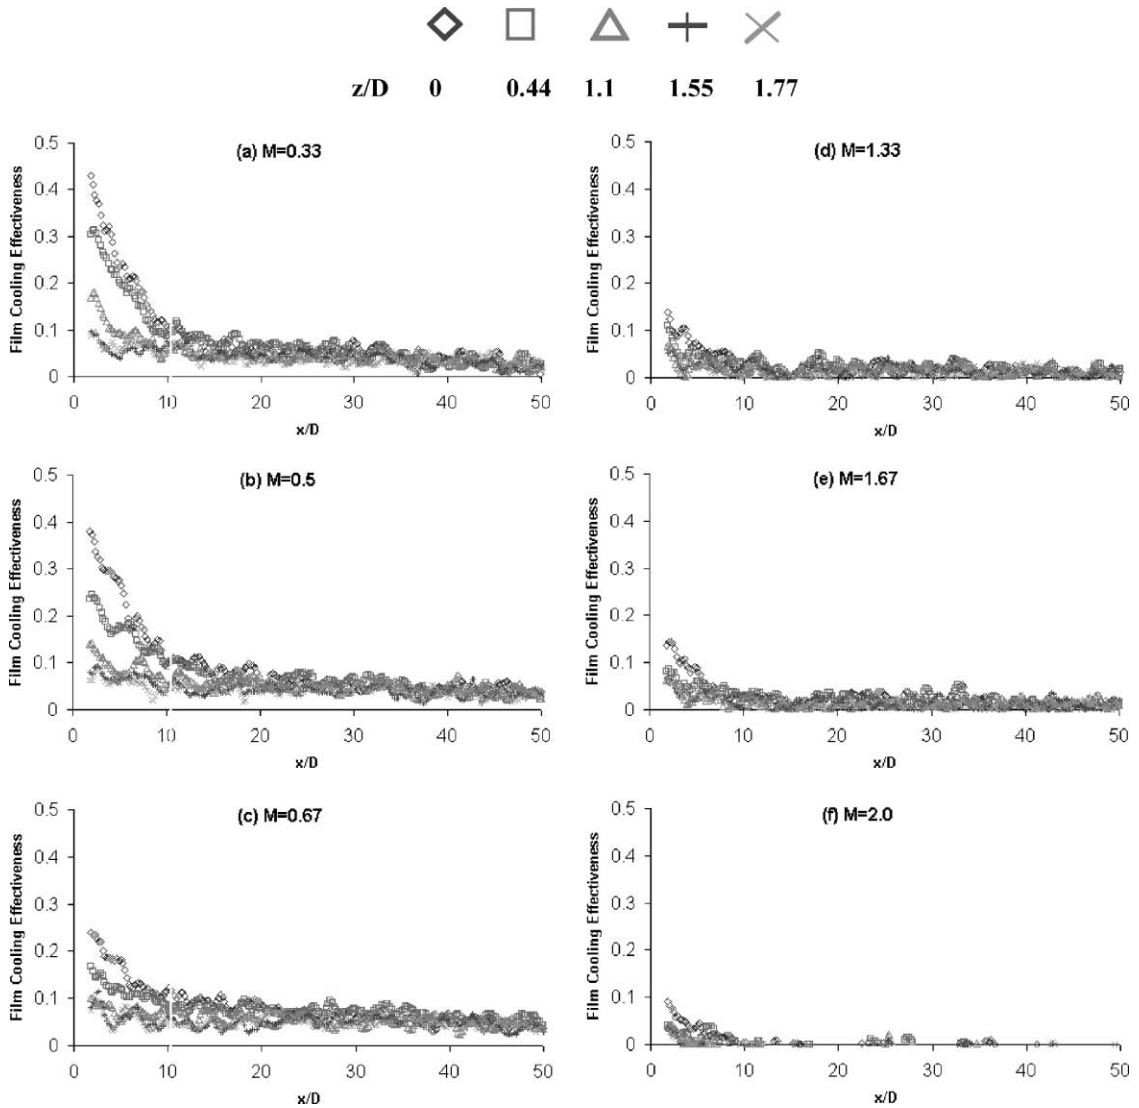 z/D 0 0.44 1.1 1.55 1.77
(a) M=0.33
Film Cooling Effectiveness
0.5
0.4
0.3
0.2
0.1
0
0 10 20 30 40 50
x/D
(b) M=0.5
Film Cooling Effectiveness
0.5
0.4
0.3
0.2
0.1
0
0 10 20 30 40 50
x/D
(c) M=0.67
Film Cooling Effectiveness
0.5
0.4
0.3
0.2
0.1
0
0 10 20 30 40 50
x/D
(d) M=1.33
Film Cooling Effectiveness
0.5
0.4
0.3
0.2
0.1
0
0 10 20 30 40 50
x/D
(e) M=1.67
Film Cooling Effectiveness
0.5
0.4
0.3
0.2
0.1
0
0 10 20 30 40 50
x/D
(f) M=2.0
Film Cooling Effectiveness
0.5
0.4
0.3
0.2
0.1
0
0 10 20 30 40 50
x/D